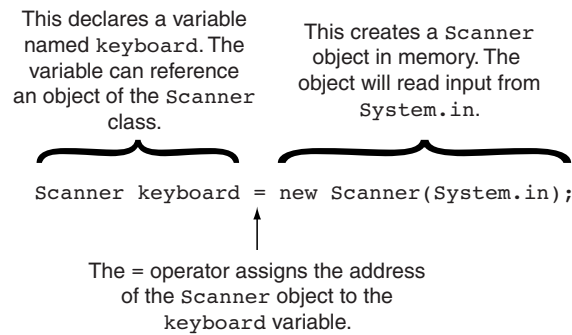 This declares a variable
named keyboard. The
variable can reference
an object of the Scanner
class.
This creates a Scanner
object in memory. The
object will read input from
System.in.
Scanner keyboard = new Scanner(System.in);
The = operator assigns the address
of the Scanner object to the
keyboard variable.